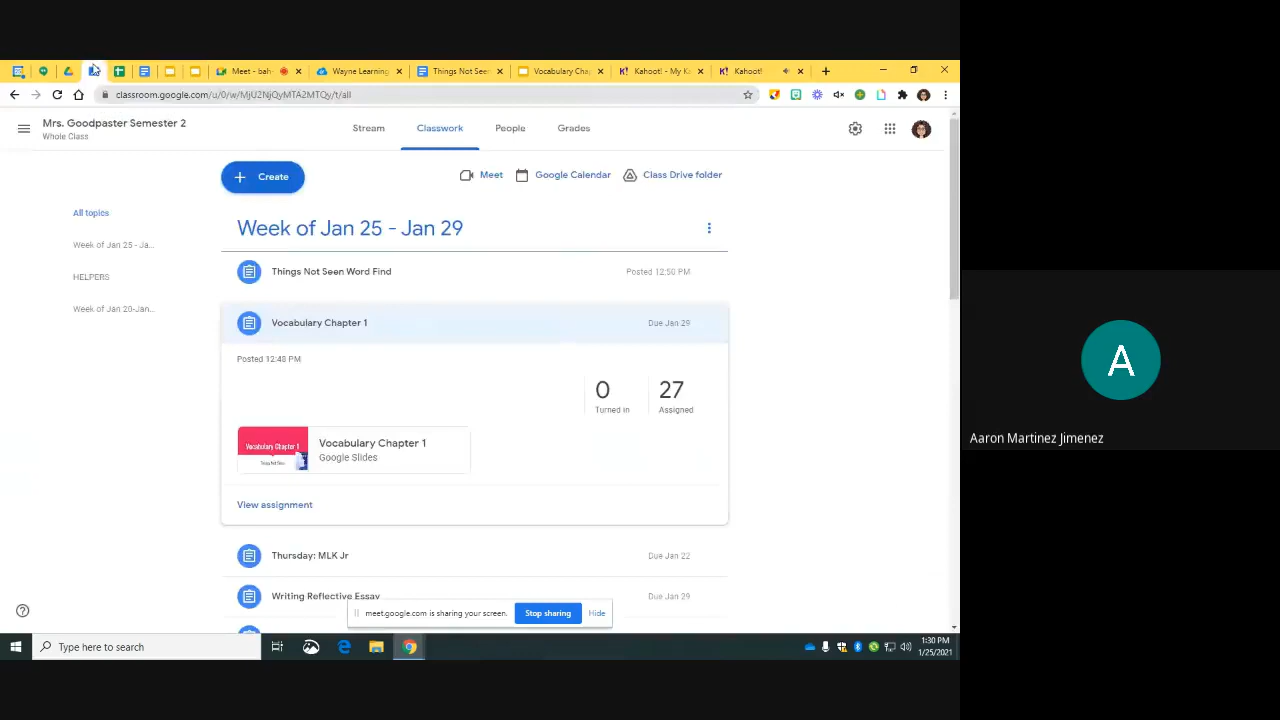 Meet - bah-
Wayne Learning
Things Not Seen
Vocabulary Cha
Kahoot! - My K
Kahoot!
classroom.google.com/u/0/w/MjU2NjQyMTA2MTQy/t/all
Mrs. Goodpaster Semester 2
Whole Class
Stream
Classwork
People
Grades
Create
Meet
Google Calendar
Class Drive folder
All topics
Week of Jan 25 - Ja...
HELPERS
Week of Jan 20-Jan...
Week of Jan 25 - Jan 29
Things Not Seen Word Find
Posted 12:50 PM
Vocabulary Chapter 1
Due Jan 29
Posted 12:48 PM
0
Turned in
27
Assigned
Vocabulary Chapter 1
Things Not Seen
Vocabulary Chapter 1
Google Slides
View assignment
Thursday: MLK Jr
Due Jan 22
Writing Reflective Essay
Due Jan 29
meet.google.com is sharing your screen.
Stop sharing
Hide
Type here to search
1:30 PM
1/25/2021
A
Aaron Martinez Jimenez